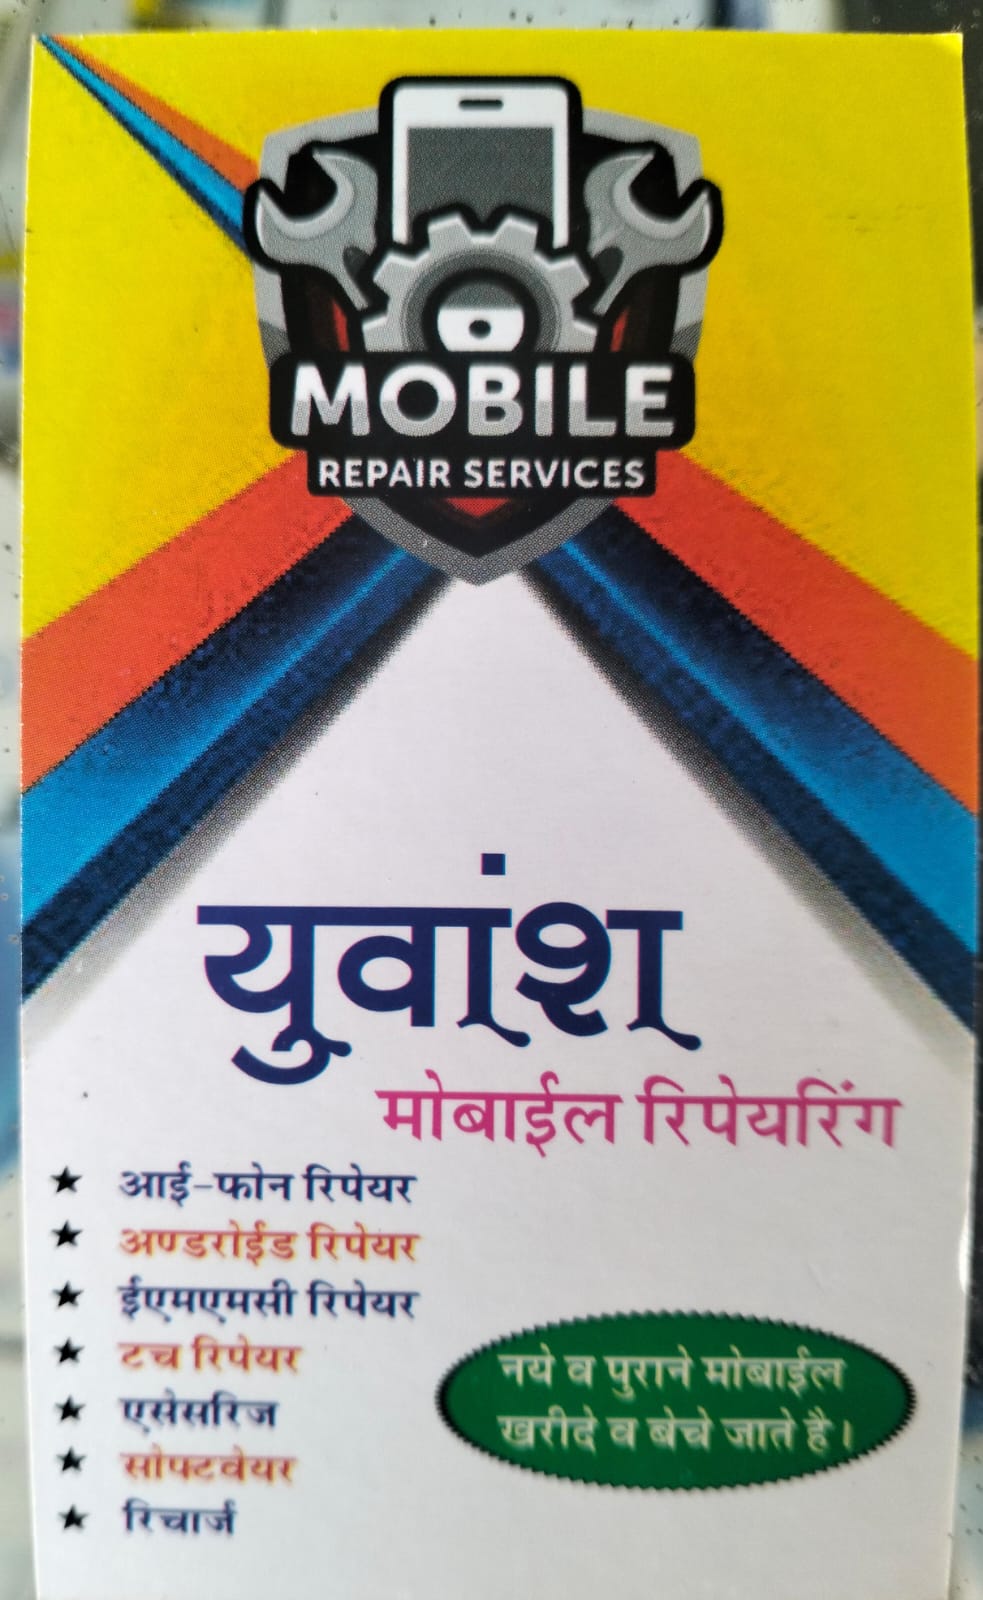 MOBILE
REPAIR SERVICES
युवांश
मोबाईल रिपेयरिंग
★ आई-फोन रिपेयर
★ अण्डरोईड रिपेयर
★ ईएमएमसी रिपेयर
★ टच रिपेयर
★ एसेसरिज
★ सोफ्टवेयर
★ रिचार्ज
नये व पुराने मोबाईल
खरीदे व बेचे जाते है।